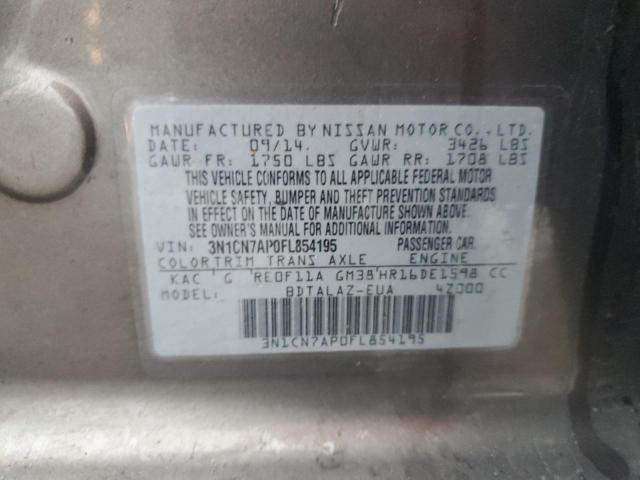 MANUFACTURED BY NISSAN MOTOR CO., LTD.
DATE: 09/14. GVWR: 3426 LBS
GAWR FR: 1750 LBS GAWR RR: 1708 LBS
THIS VEHICLE CONFORMS TO ALL APPLICABLE FEDERAL MOTOR
VEHICLE SAFETY, BUMPER AND THEFT PREVENTION STANDARDS
IN EFFECT ON THE DATE OF MANUFACTURE SHOWN ABOVE.
SEE OWNER'S MANUAL FOR ADDITIONAL INFORMATION.
VIN: 3N1CN7AP0FL854195 PASSENGER CAR
COLOR TRIM TRANS AXLE ENGINE
KAC G RE0F11A GM38 HR16DE1598 CC
MODEL: BDTALAZ-EUA 4Z000
3N1CN7AP0FL854195